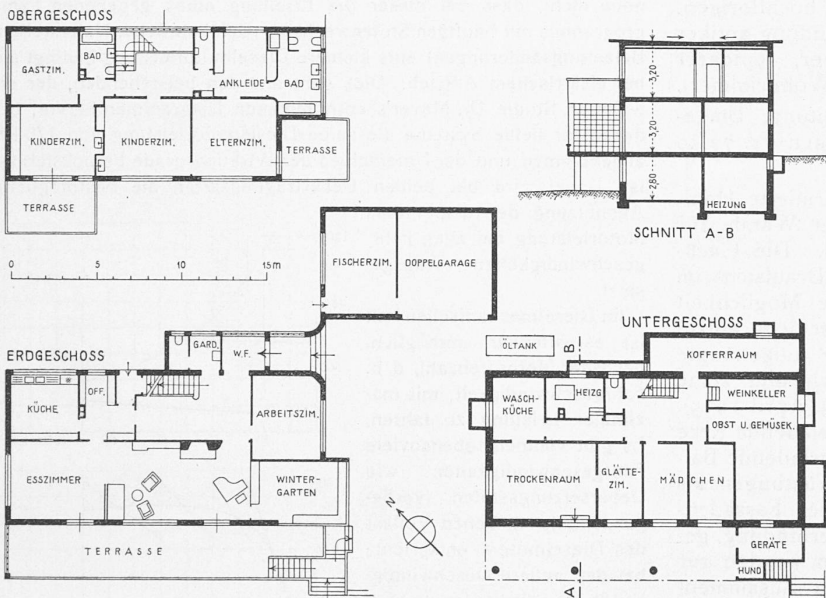 OBERGESCHOSS
GASTZIM.
BAD
ANKLEIDE
BAD
KINDERZIM.
KINDERZIM.
ELTERNZIM.
TERRASSE
TERRASSE
3,20
3,20
2,60
HEIZUNG
SCHNITT A-B
0 5 10 15m
FISCHERZIM.
DOPPELGARAGE
ERDGESCHOSS
GARD.
W.F.
KÜCHE
OFF.
ARBEITSZIM.
ESSZIMMER
WINTER-
GARTEN
TERRASSE
N
UNTERGESCHOSS
ÖLTANK
B
KOFFERRAUM
WASCH-
KÜCHE
HEIZG
WEINKELLER
OBST U. GEMÜSEK.
TROCKENRAUM
GLÄTTE-
ZIM.
MÄDCHEN
GERÄTE
HUND
A